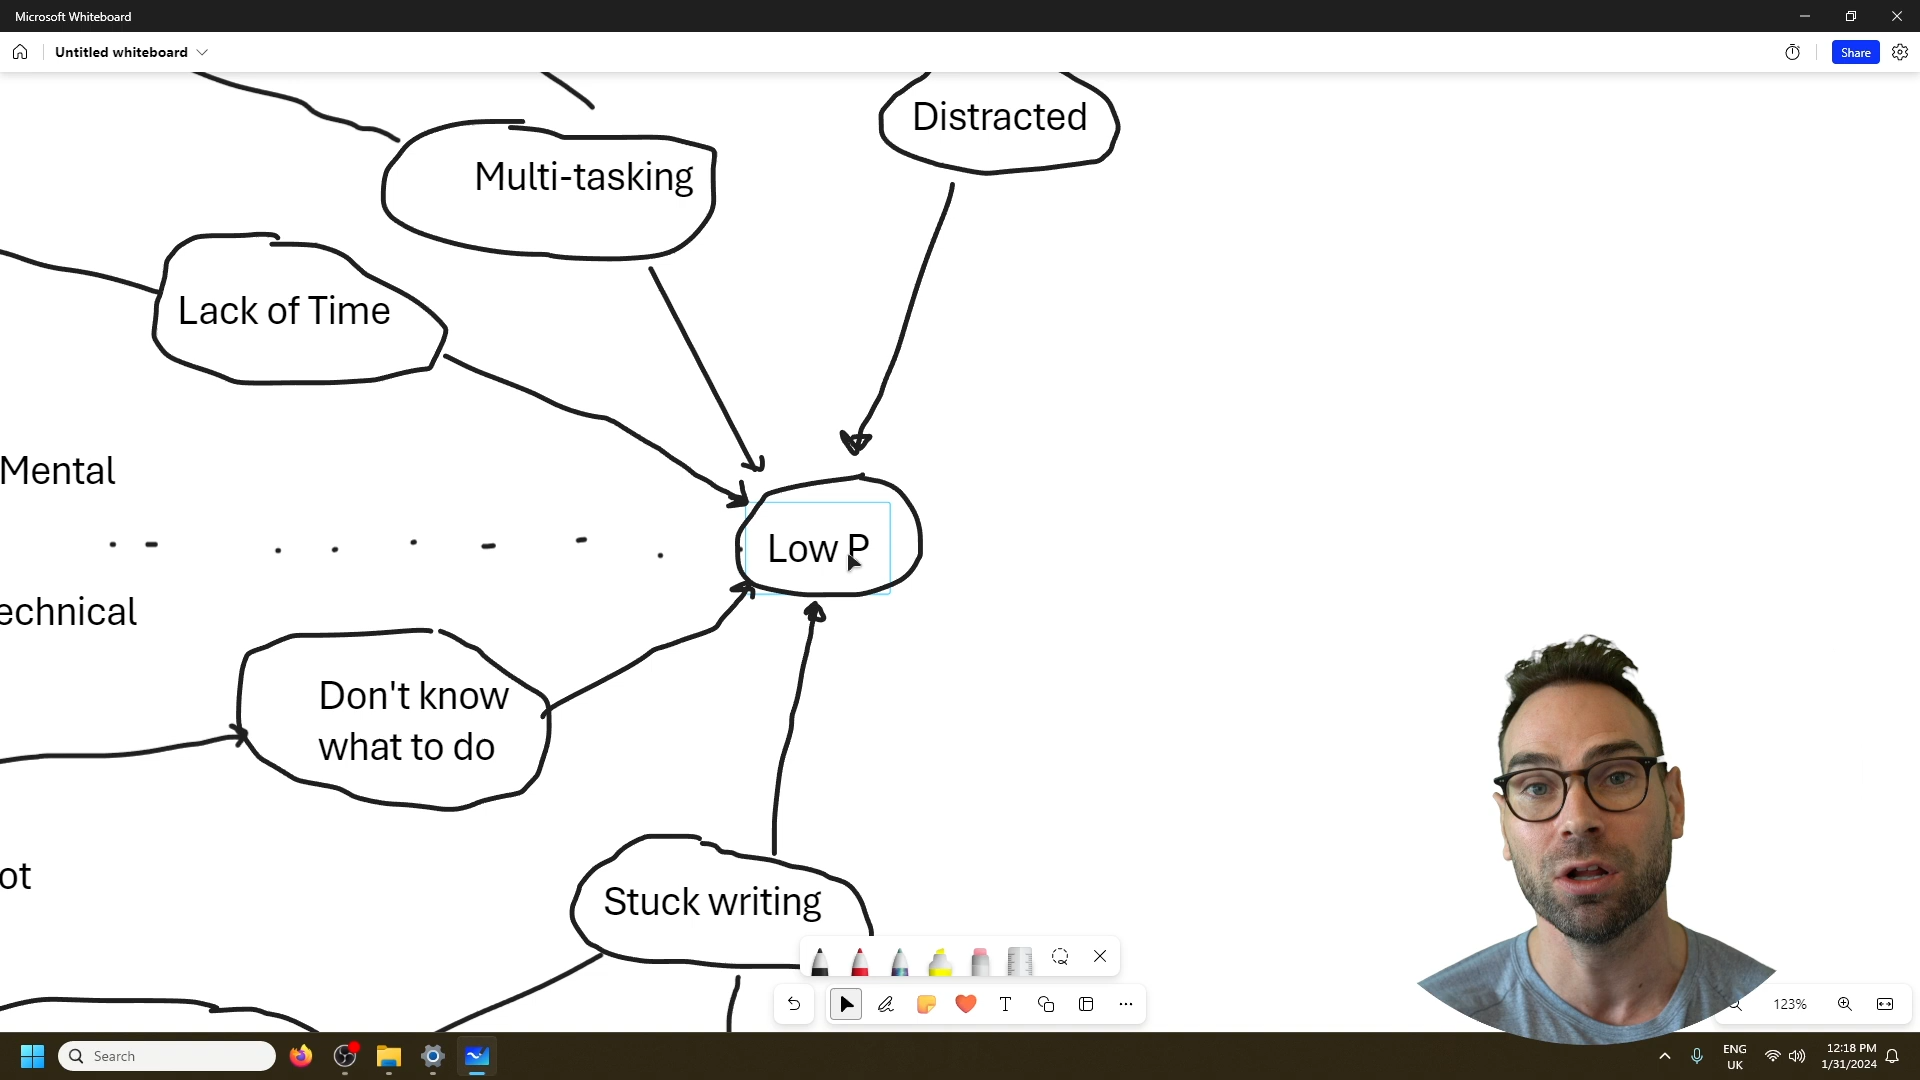 Microsoft Whiteboard
Untitled whiteboard
Share
Distracted
Multi-tasking
Lack of Time
Mental
Low P
echnical
Don't know
what to do
ot
Stuck writing
T
123%
Search
ENG
UK
12:18 PM
1/31/2024